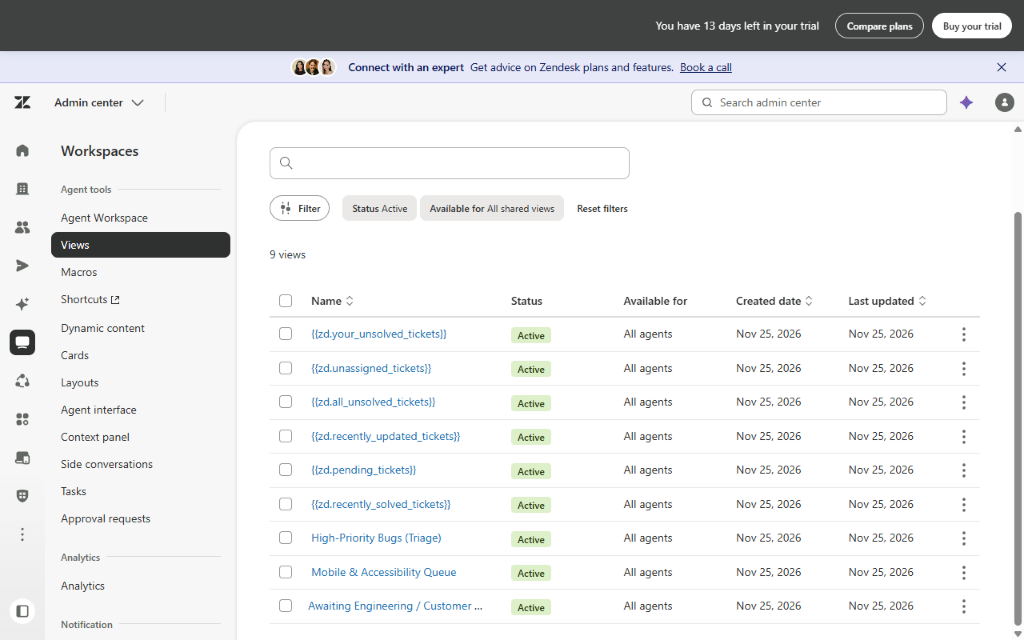 You have 13 days left in your trial
Compare plans
Buy your trial
Connect with an expert Get advice on Zendesk plans and features. Book a call
Admin center
Search admin center
Workspaces
Agent tools
Agent Workspace
Views
Macros
Shortcuts
Dynamic content
Cards
Layouts
Agent interface
Context panel
Side conversations
Tasks
Approval requests
Analytics
Analytics
Notification
Filter
Status Active
Available for All shared views
Reset filters
9 views
Name Status Available for Created date Last updated
{{zd.your_unsolved_tickets}} Active All agents Nov 25, 2026 Nov 25, 2026
{{zd.unassigned_tickets}} Active All agents Nov 25, 2026 Nov 25, 2026
{{zd.all_unsolved_tickets}} Active All agents Nov 25, 2026 Nov 25, 2026
{{zd.recently_updated_tickets}} Active All agents Nov 25, 2026 Nov 25, 2026
{{zd.pending_tickets}} Active All agents Nov 25, 2026 Nov 25, 2026
{{zd.recently_solved_tickets}} Active All agents Nov 25, 2026 Nov 25, 2026
High-Priority Bugs (Triage) Active All agents Nov 25, 2026 Nov 25, 2026
Mobile & Accessibility Queue Active All agents Nov 25, 2026 Nov 25, 2026
Awaiting Engineering / Customer ... Active All agents Nov 25, 2026 Nov 25, 2026